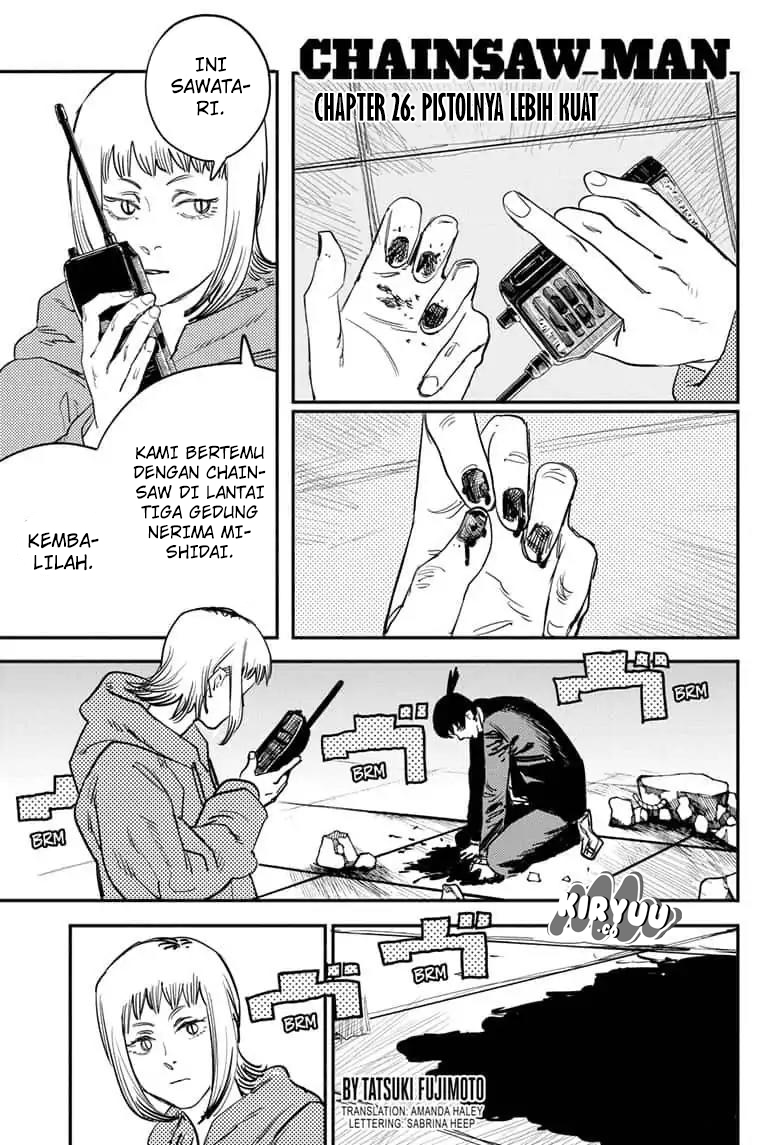 CHAINSAW MAN
CHAPTER 26: PISTOLNYA LEBIH KUAT
INI
SAWATA-
RI.
KAMI BERTEMU
DENGAN CHAIN-
SAW DI LANTAI
TIGA GEDUNG
NERIMA MI-
SHIDAI.
KEMBA-
LILAH.
BRM
BRM
BRM
KIRYUU
.co
BRM
BRM
BY TATSUKI FUJIMOTO
TRANSLATION: AMANDA HALEY
LETTERING: SABRINA HEEP